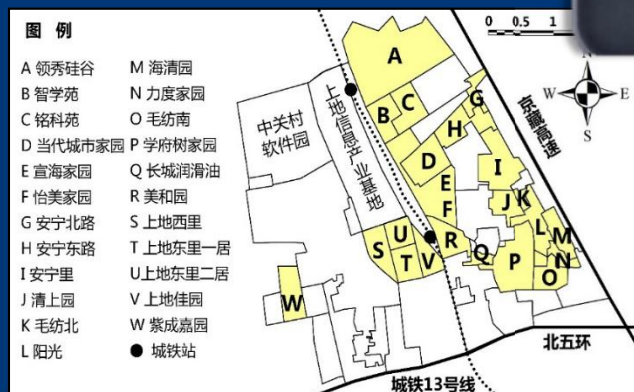 图 例
A 领秀硅谷
B 智学苑
C 铭科苑
D 当代城市家园
E 宣海家园
F 怡美家园
G 安宁北路
H 安宁东路
I 安宁里
J 清上园
K 毛纺北
L 阳光
M 海清园
N 力度家园
O 毛纺南
P 学府树家园
Q 长城润滑油
R 美和园
S 上地西里
T 上地东里一居
U 上地东里二居
V 上地佳园
W 紫成嘉园
● 城铁站
0 0.5 1
N
W E
S
京藏高速
中关村
软件园
上地信息产业基地
A
B
C
D
E
F
G
H
I
J
K
L
M
N
O
P
Q
R
S
U
T
V
W
北五环
城铁13号线